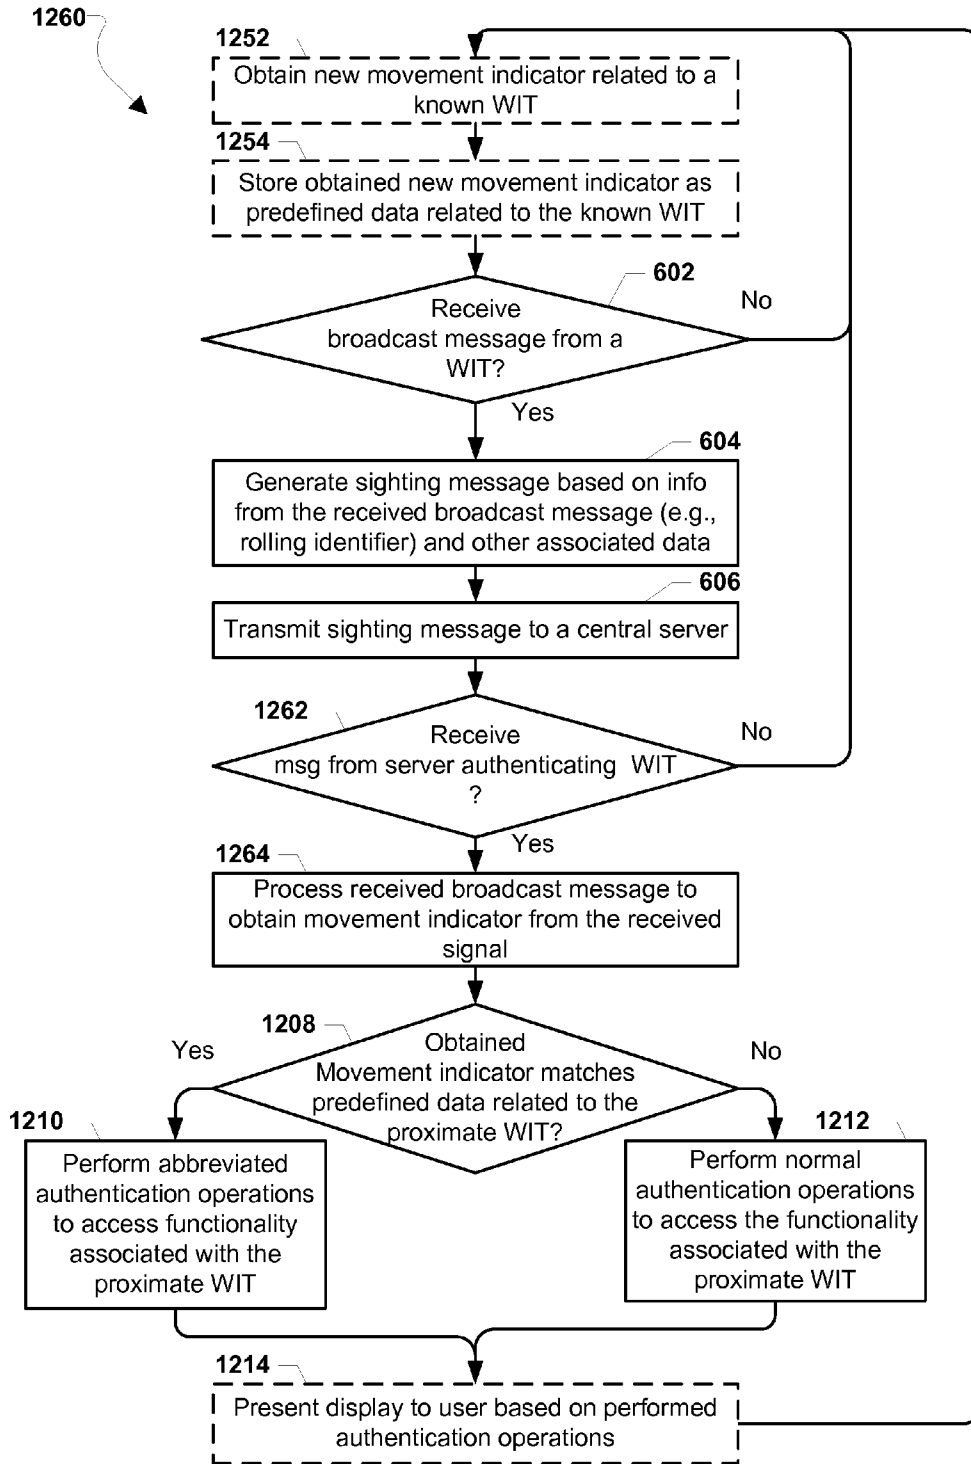 1260
1252
Obtain new movement indicator related to a
known WIT
1254
Store obtained new movement indicator as
predefined data related to the known WIT
602
Receive
broadcast message from a
WIT?
No
Yes
604
Generate sighting message based on info
from the received broadcast message (e.g.,
rolling identifier) and other associated data
606
Transmit sighting message to a central server
1262
Receive
msg from server authenticating WIT
?
No
Yes
1264
Process received broadcast message to
obtain movement indicator from the received
signal
1208
Obtained
Movement indicator matches
predefined data related to the
proximate WIT?
Yes
No
1210
Perform abbreviated
authentication operations
to access functionality
associated with the
proximate WIT
1212
Perform normal
authentication operations
to access the functionality
associated with the
proximate WIT
1214
Present display to user based on performed
authentication operations